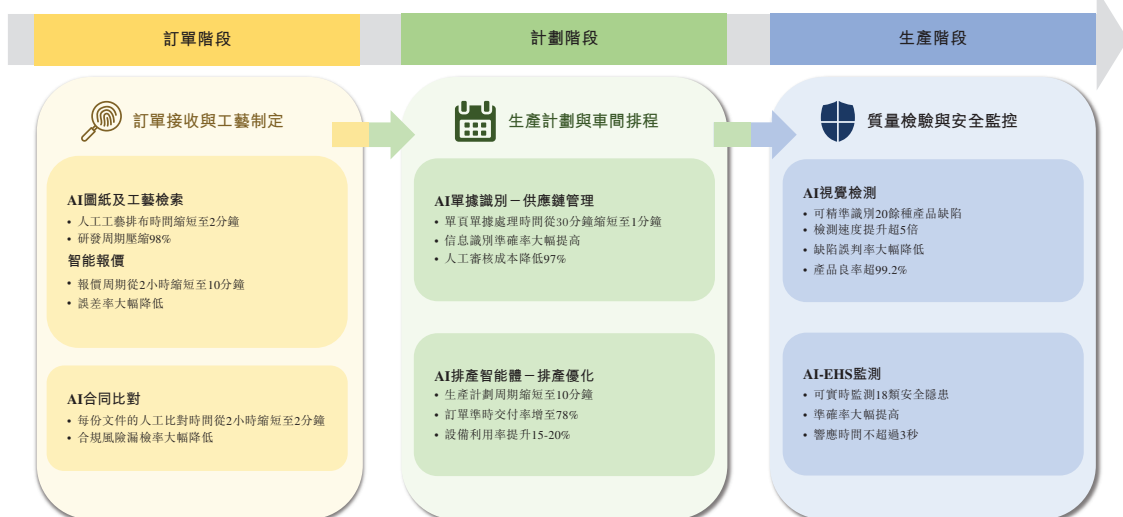 訂單階段
計劃階段
生產階段
訂單接收與工藝制定
AI圖紙及工藝檢索
• 人工工藝排布時間縮短至2分鐘
• 研發周期壓縮98%
智能報價
• 報價周期從2小時縮短至10分鐘
• 誤差率大幅降低
AI合同比對
• 每份文件的人工比對時間從2小時縮短至2分鐘
• 合規風險漏檢率大幅降低
生產計劃與車間排程
AI單據識別－供應鏈管理
• 單頁單據處理時間從30分鐘縮短至1分鐘
• 信息識別準確率大幅提高
• 人工審核成本降低97%
AI排產智能體－排產優化
• 生產計劃周期縮短至10分鐘
• 訂單準時交付率增至78%
• 設備利用率提升15-20%
質量檢驗與安全監控
AI視覺檢測
• 可精準識別20餘種產品缺陷
• 檢測速度提升超5倍
• 缺陷誤判率大幅降低
• 產品良率超99.2%
AI-EHS監測
• 可實時監測18類安全隱患
• 準確率大幅提高
• 響應時間不超過3秒